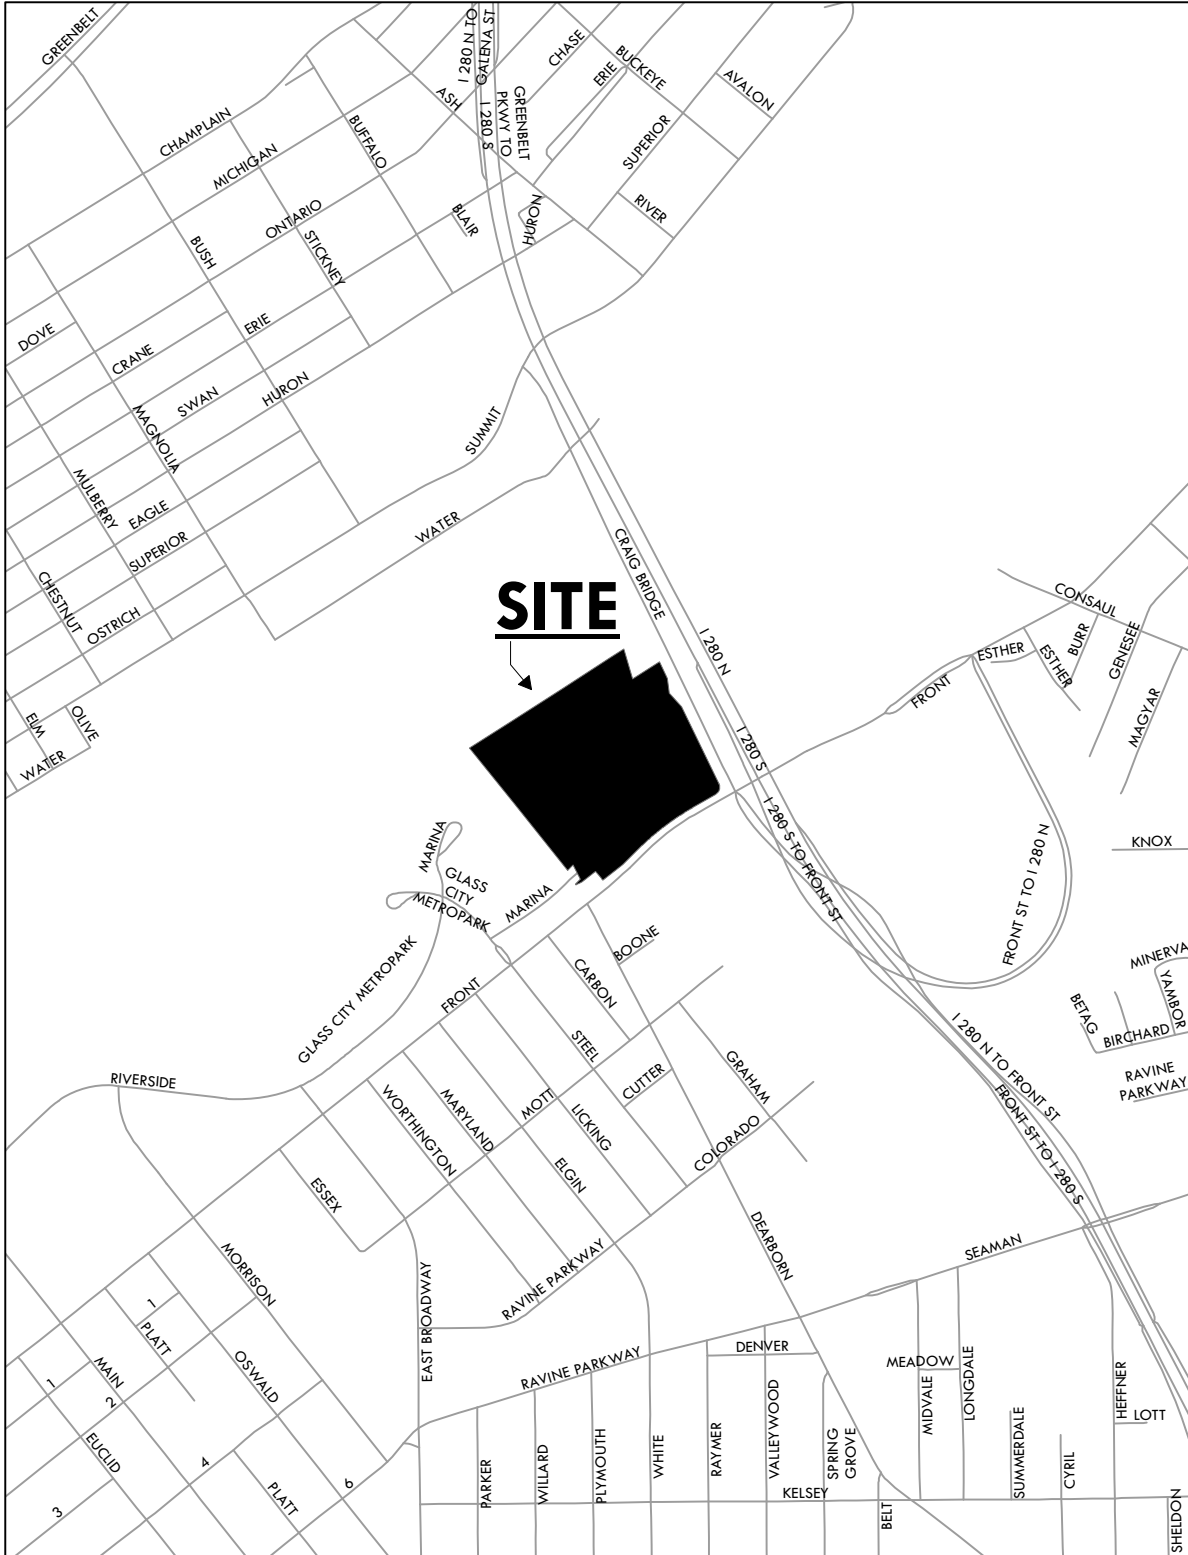 GREENBELT
I 280 N TO
GALENA ST
I 280 S
GREENBELT
PKWY TO
CHASE
BUCKEYE
ERIE
AVALON
ASH
CHAMPLAIN
MICHIGAN
BUFFALO
SUPERIOR
RIVER
ONTARIO
BLAIR
HURON
BUSH
STICKNEY
DOVE
CRANE
ERIE
SWAN
HURON
MAGNOLIA
SUMMIT
MULBERRY
EAGLE
SUPERIOR
WATER
CHESTNUT
OSTRICH
CRAIG BRIDGE
SITE
I 280 N
CONSAUL
BURR
GENESEE
ESTHER
ESTHER
FRONT
MAGYAR
ELM
OLIVE
WATER
I 280 S
I 280 S TO FRONT ST
MARINA
GLASS
CITY
METROPARK
MARINA
KNOX
FRONT ST TO I 280 N
BOONE
CARBON
GLASS CITY METROPARK
FRONT
MINERVA
YAMBOR
BETAG
BIRCHARD
RAVINE
PARKWAY
STEEL
I 280 N TO FRONT ST
FRONT ST TO I 280 S
RIVERSIDE
WORTHINGTON
MARYLAND
MOTT
CUTTER
GRAHAM
LICKING
COLORADO
ELGIN
ESSEX
DEARBORN
MORRISON
SEAMAN
RAVINE PARKWAY
EAST BROADWAY
1
PLATT
OSWALD
MAIN
1
2
DENVER
RAVINE PARKWAY
MEADOW
MIDVALE
LONGDALE
HEFFNER
LOTT
EUCLID
4
6
3
PLATT
PARKER
WILLARD
PLYMOUTH
WHITE
RAYMER
VALLEYWOOD
SPRING
GROVE
SUMMERDALE
CYRIL
KELSEY
BELT
SHELDON